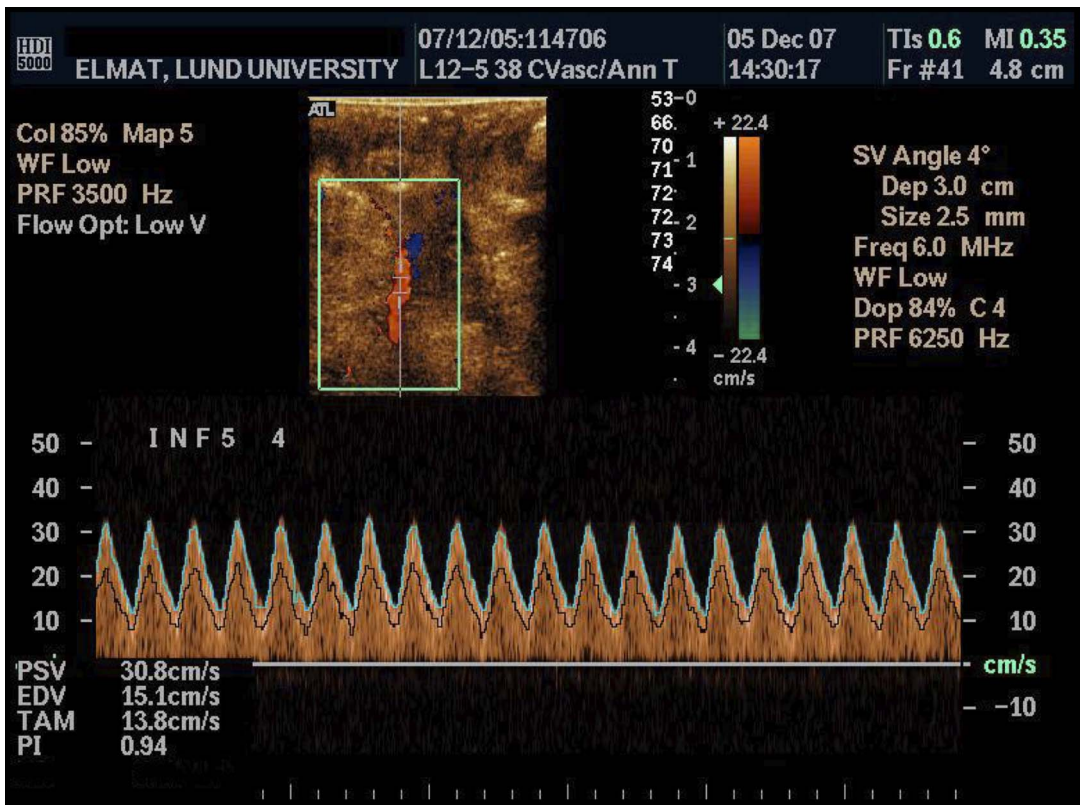 HDI 5000
ELMAT, LUND UNIVERSITY
07/12/05:114706
L12-5 38 CVasc/Ann T
05 Dec 07
14:30:17
TIs 0.6 MI 0.35
Fr #41 4.8 cm
Col 85% Map 5
WF Low
PRF 3500 Hz
Flow Opt: Low V
ATL
53
66
70
71
72
72
73
74
0
1
2
3
4
+ 22.4
- 22.4
cm/s
SV Angle 4°
Dep 3.0 cm
Size 2.5 mm
Freq 6.0 MHz
WF Low
Dop 84% C 4
PRF 6250 Hz
INF5 4
50
40
30
20
10
50
40
30
20
10
cm/s
-10
PSV 30.8cm/s
EDV 15.1cm/s
TAM 13.8cm/s
PI 0.94